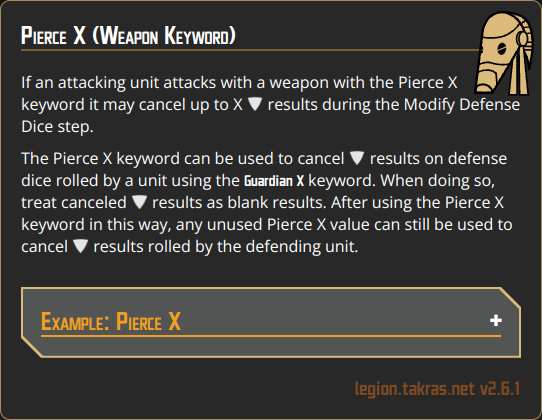 Pierce X (Weapon Keyword)
If an attacking unit attacks with a weapon with the Pierce X
keyword it may cancel up to X results during the Modify Defense
Dice step.
The Pierce X keyword can be used to cancel results on defense
dice rolled by a unit using the Guardian X keyword. When doing so,
treat canceled results as blank results. After using the Pierce X
keyword in this way, any unused Pierce X value can still be used to
cancel results rolled by the defending unit.
Example: Pierce X +
legion.takras.net v2.6.1